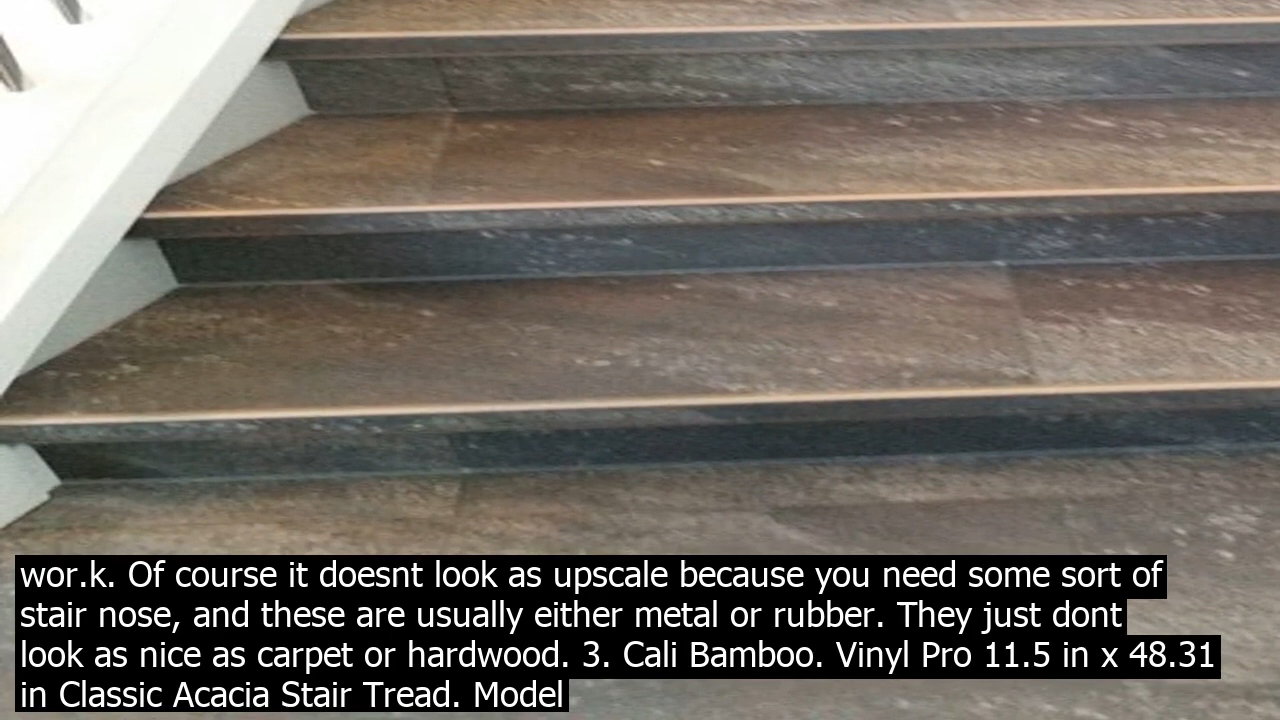 wor.k. Of course it doesnt look as upscale because you need some sort of
stair nose, and these are usually either metal or rubber. They just dont
look as nice as carpet or hardwood. 3. Cali Bamboo. Vinyl Pro 11.5 in x 48.31
in Classic Acacia Stair Tread. Model